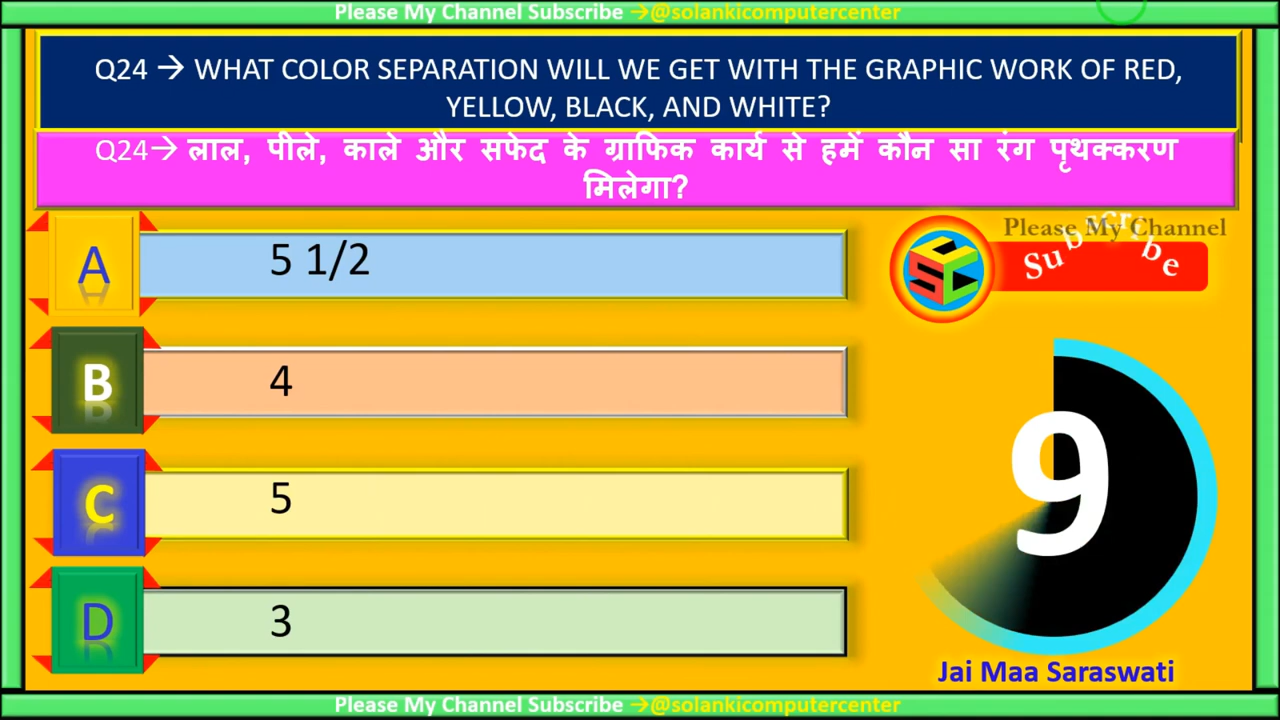 Please My Channel Subscribe →@solankicomputercenter
Q24 → WHAT COLOR SEPARATION WILL WE GET WITH THE GRAPHIC WORK OF RED,
YELLOW, BLACK, AND WHITE?
Q24→ लाल, पीले, काले और सफेद के ग्राफिक कार्य से हमें कौन सा रंग पृथक्करण
मिलेगा?
A 5 1/2
Please My Channel
Subscribe
CSC
B 4
C 5
9
D 3
Jai Maa Saraswati
Please My Channel Subscribe →@solankicomputercenter